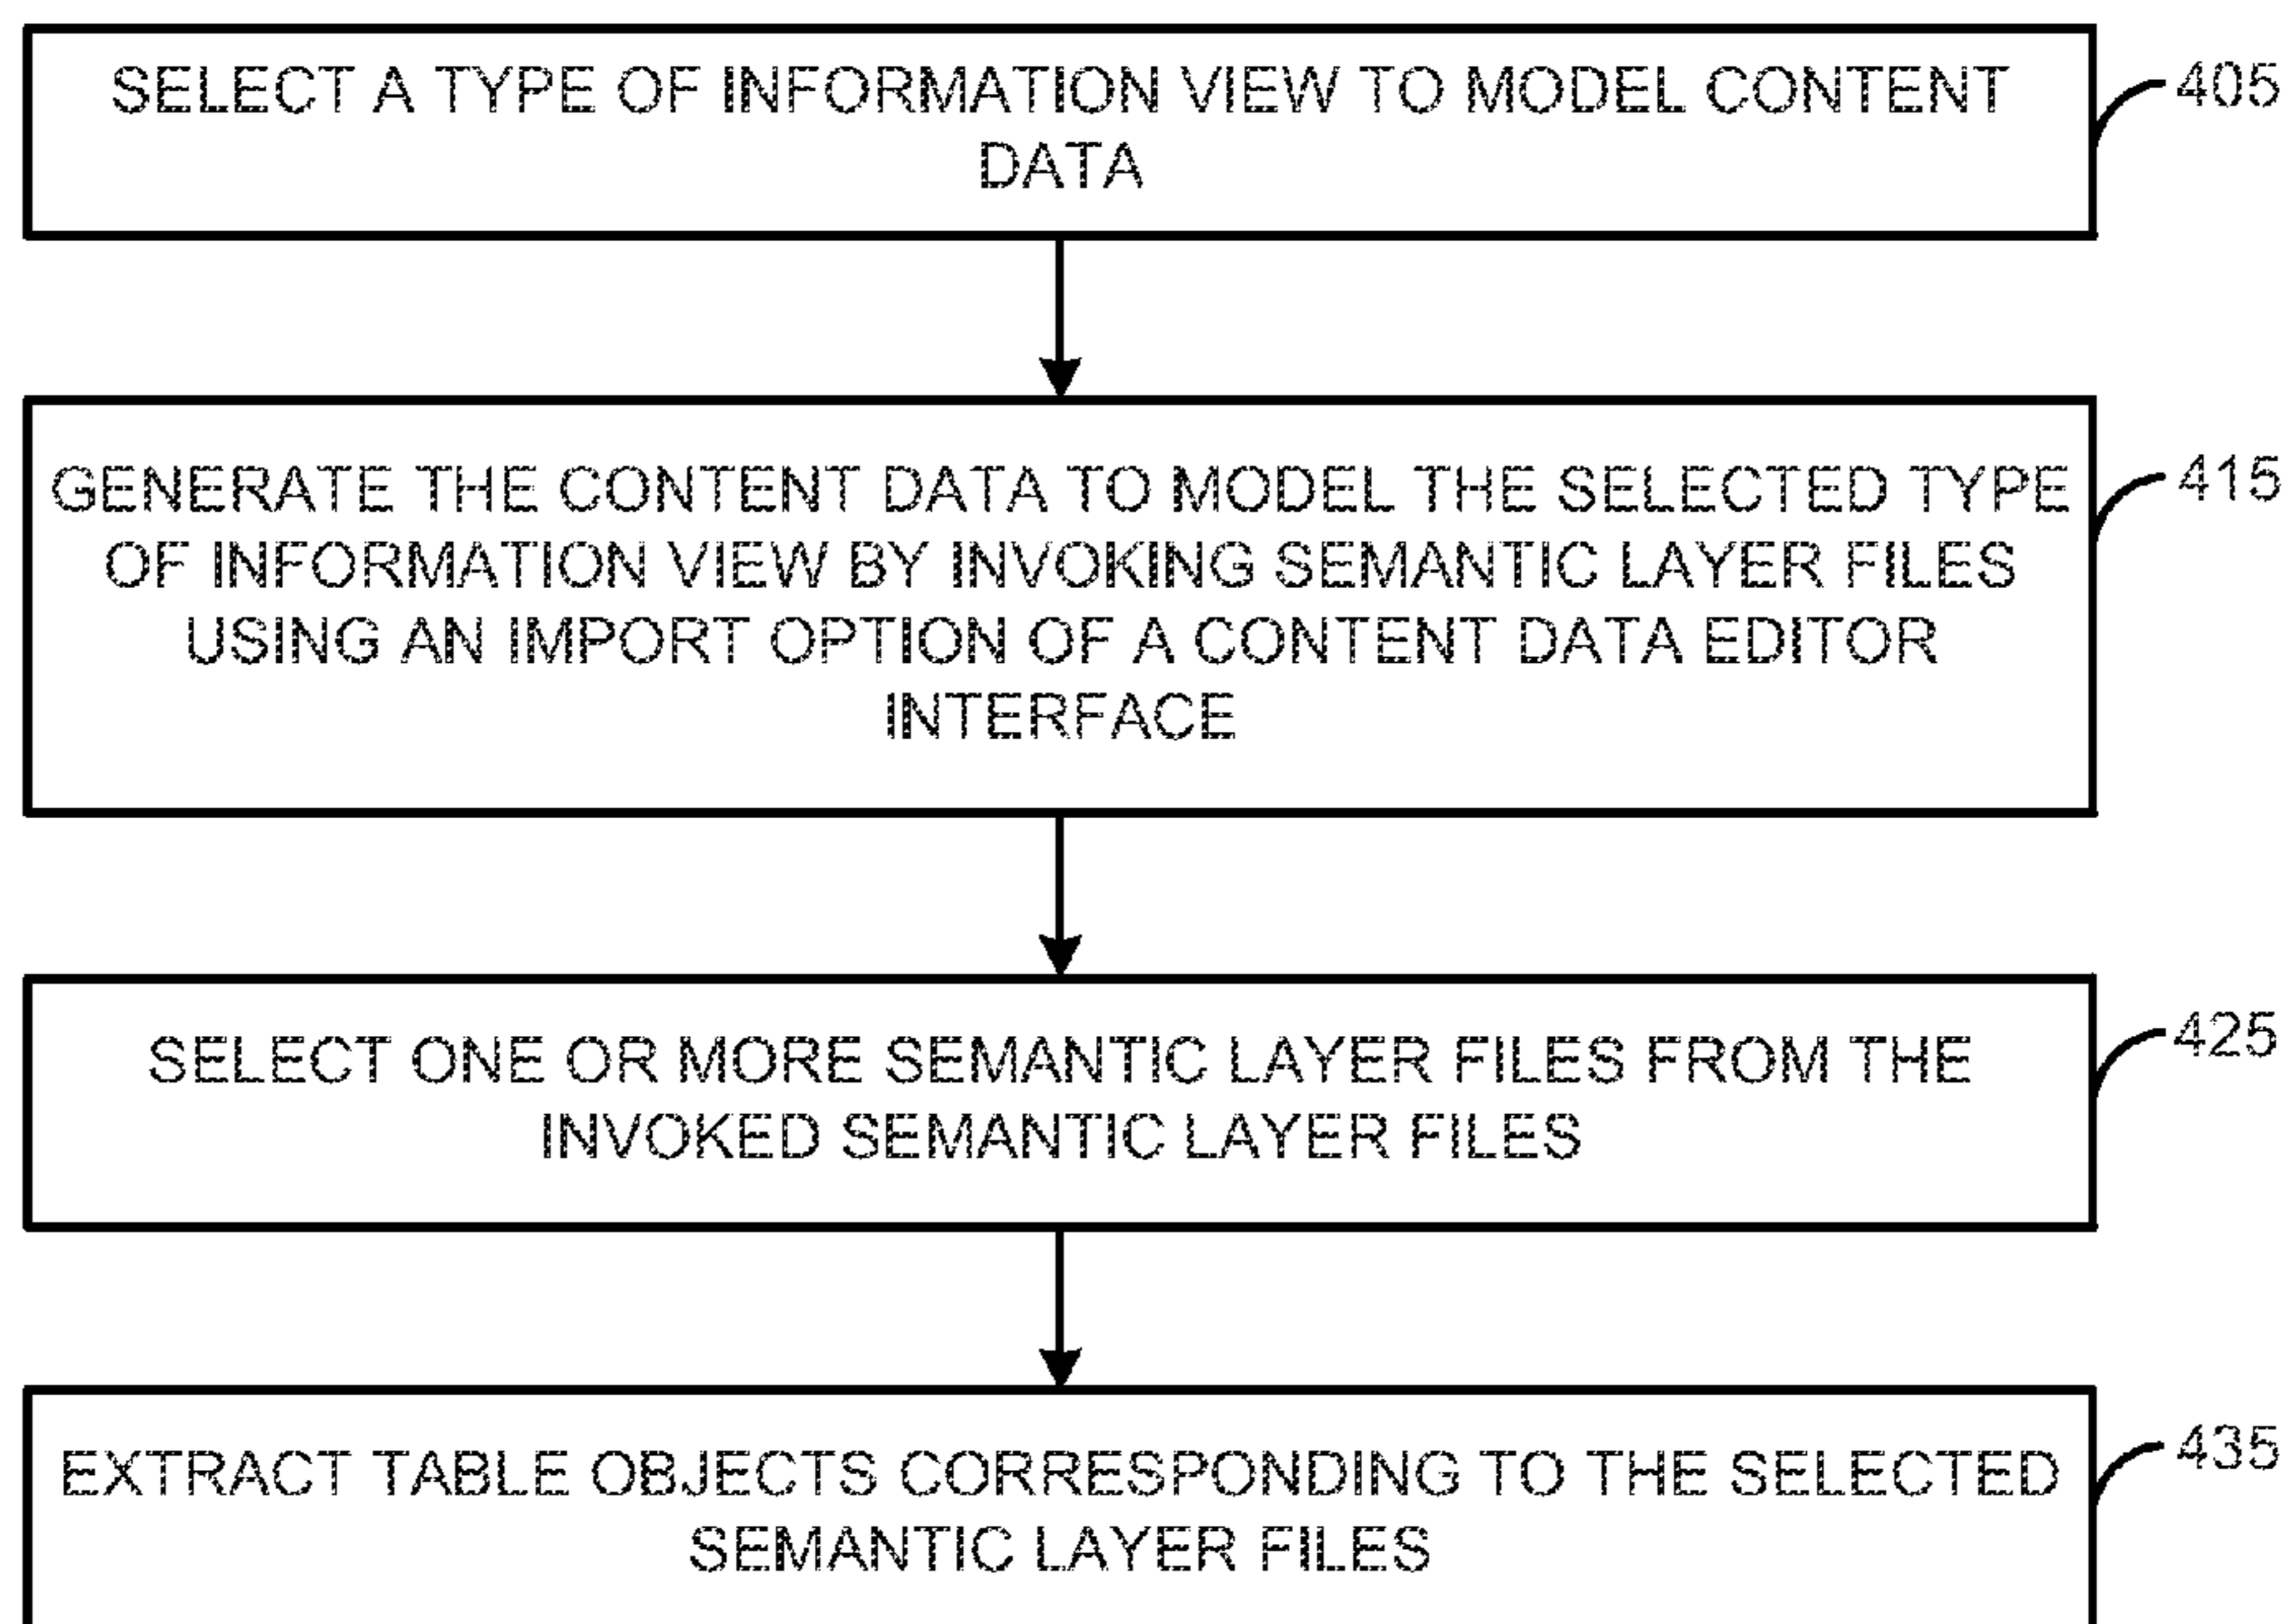 SELECT A TYPE OF INFORMATION VIEW TO MODEL CONTENT
DATA
405
GENERATE THE CONTENT DATA TO MODEL THE SELECTED TYPE
OF INFORMATION VIEW BY INVOKING SEMANTIC LAYER FILES
USING AN IMPORT OPTION OF A CONTENT DATA EDITOR
INTERFACE
415
SELECT ONE OR MORE SEMANTIC LAYER FILES FROM THE
INVOKED SEMANTIC LAYER FILES
425
EXTRACT TABLE OBJECTS CORRESPONDING TO THE SELECTED
SEMANTIC LAYER FILES
435